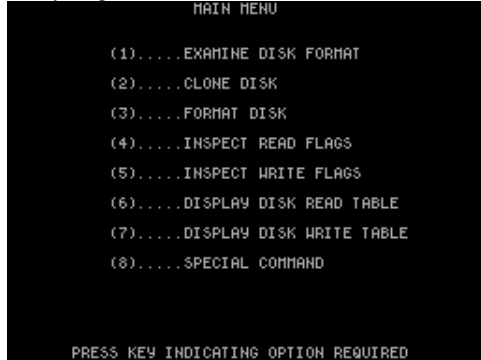 MAIN MENU
(1).....EXAMINE DISK FORMAT
(2).....CLONE DISK
(3).....FORMAT DISK
(4).....INSPECT READ FLAGS
(5).....INSPECT WRITE FLAGS
(6).....DISPLAY DISK READ TABLE
(7).....DISPLAY DISK WRITE TABLE
(8).....SPECIAL COMMAND
PRESS KEY INDICATING OPTION REQUIRED